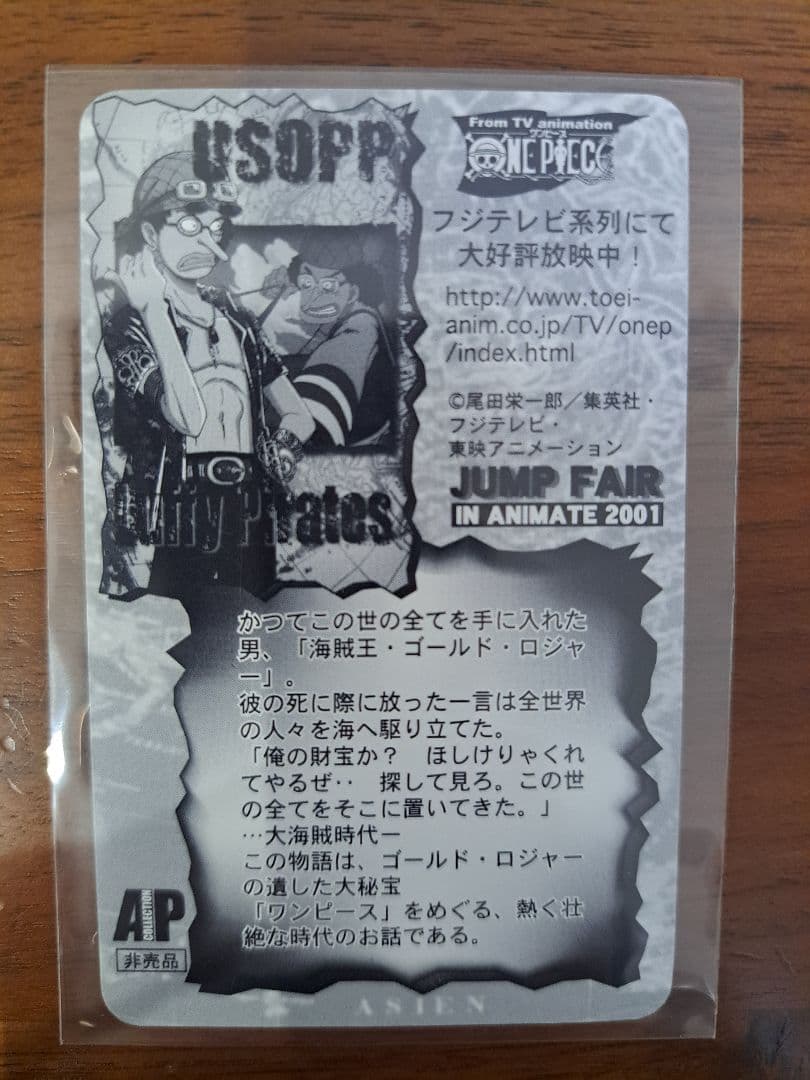 USOPP
Luffy Pirates
From TV animation
ワンピース
ONE PIECE
フジテレビ系列にて
大好評放映中！
http://www.toei-
anim.co.jp/TV/onep
/index.html
©尾田栄一郎／集英社・
フジテレビ・
東映アニメーション
JUMP FAIR
IN ANIMATE 2001
かつてこの世の全てを手に入れた
男、「海賊王・ゴールド・ロジャ
ー」。
彼の死に際に放った一言は全世界
の人々を海へ駆り立てた。
「俺の財宝か？　ほしけりゃくれ
てやるぜ‥　探して見ろ。この世
の全てをそこに置いてきた。」
…大海賊時代ー
この物語は、ゴールド・ロジャー
の遺した大秘宝
「ワンピース」をめぐる、熱く壮
絶な時代のお話である。
AP
COLLECTION
非売品
ASIEN